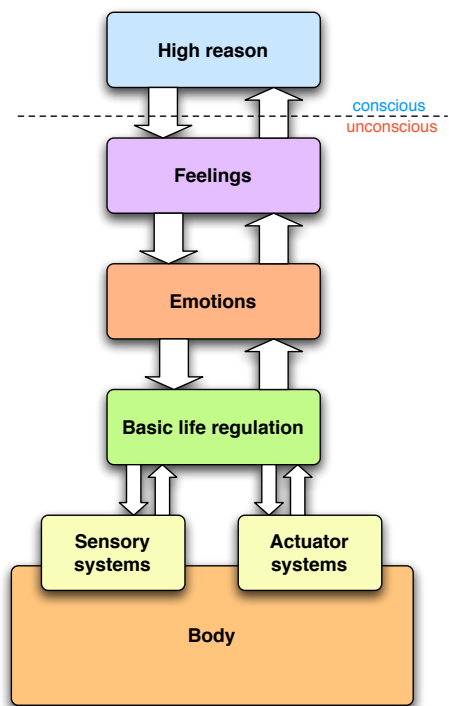 High reason
conscious
unconscious
Feelings
Emotions
Basic life regulation
Sensory
systems
Actuator
systems
Body